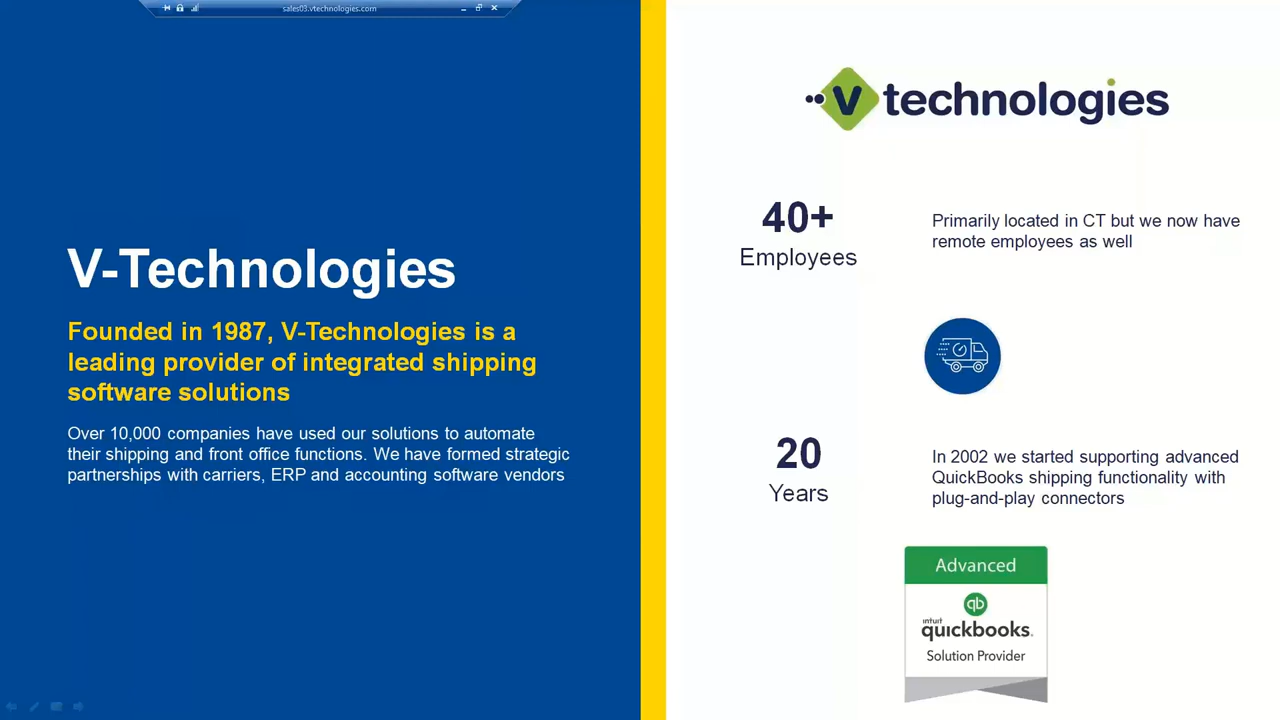 sales03.vtechnologies.com
V-Technologies
Founded in 1987, V-Technologies is a
leading provider of integrated shipping
software solutions
Over 10,000 companies have used our solutions to automate
their shipping and front office functions. We have formed strategic
partnerships with carriers, ERP and accounting software vendors
V technologies
40+
Employees
Primarily located in CT but we now have
remote employees as well
20
Years
In 2002 we started supporting advanced
QuickBooks shipping functionality with
plug-and-play connectors
Advanced
qb
intuit
quickbooks.
Solution Provider